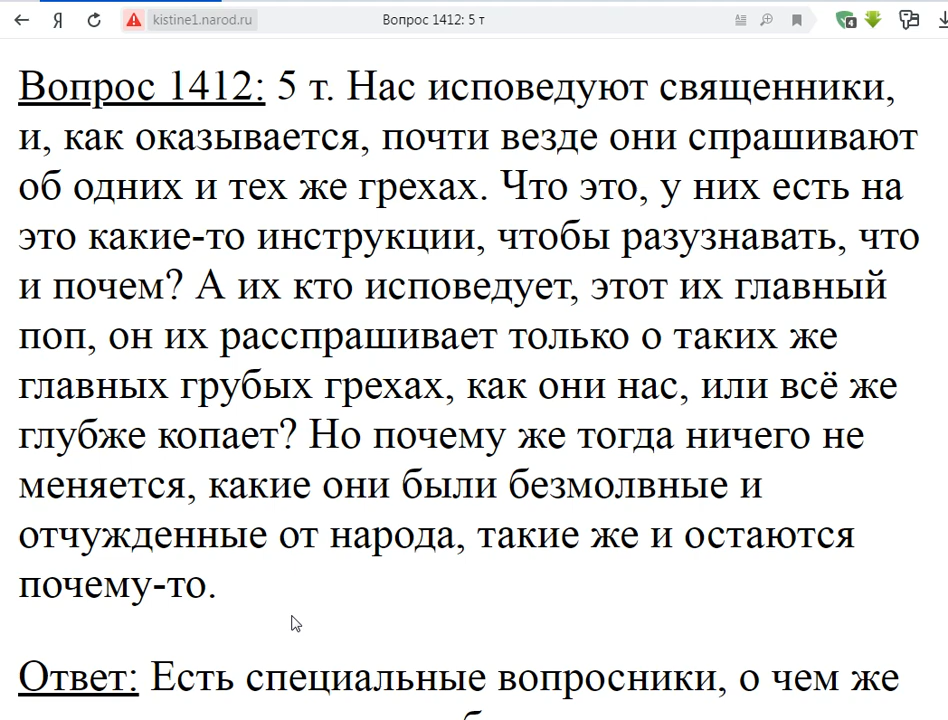 Я kistine1.narod.ru Вопрос 1412: 5 т 4
Вопрос 1412: 5 т. Нас исповедуют священники,
и, как оказывается, почти везде они спрашивают
об одних и тех же грехах. Что это, у них есть на
это какие-то инструкции, чтобы разузнавать, что
и почем? А их кто исповедует, этот их главный
поп, он их расспрашивает только о таких же
главных грубых грехах, как они нас, или всё же
глубже копает? Но почему же тогда ничего не
меняется, какие они были безмолвные и
отчужденные от народа, такие же и остаются
почему-то.
Ответ: Есть специальные вопросники, о чем же